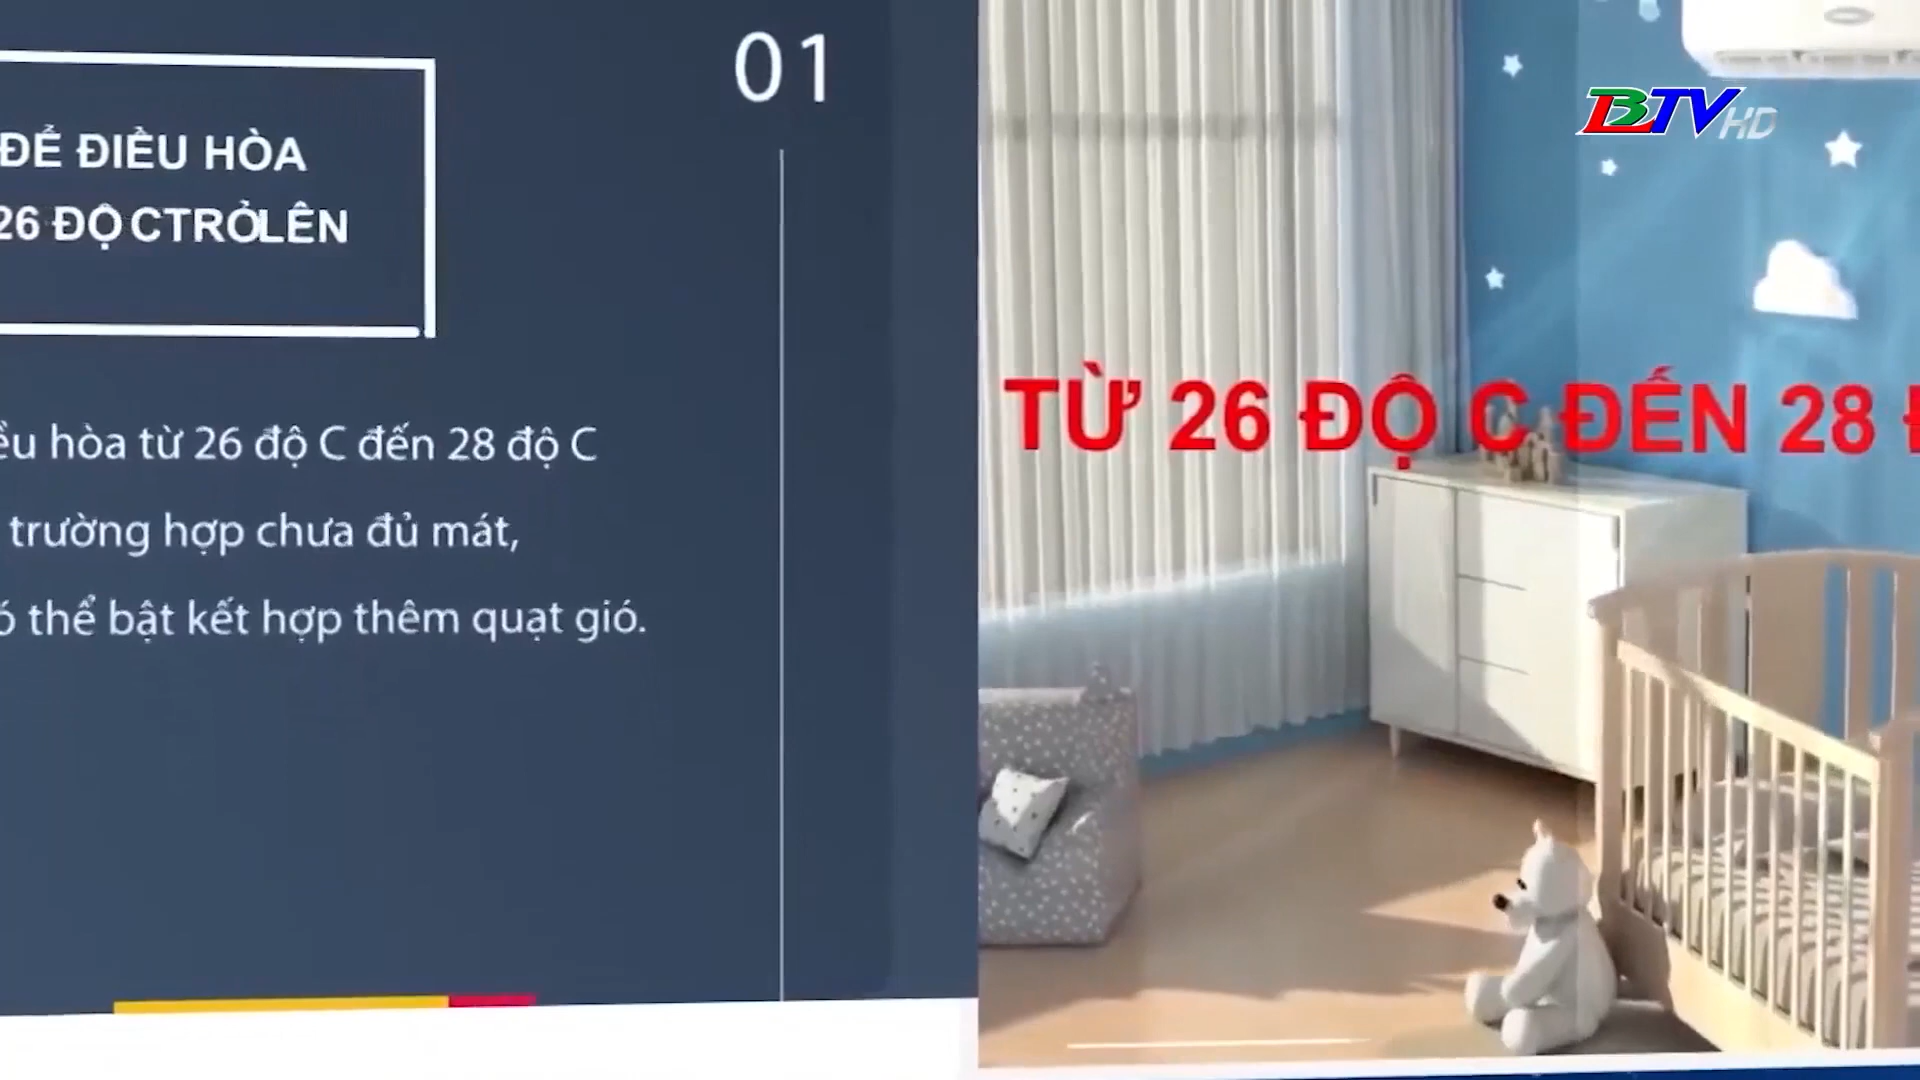 01
ĐỂ ĐIỀU HÒA
26 ĐỘ C TRỞ LÊN
hòa từ 26 độ C đến 28 độ C
trường hợp chưa đủ mát,
thể bật kết hợp thêm quạt gió.
BTV HD
TỪ 26 ĐỘ C ĐẾN 28